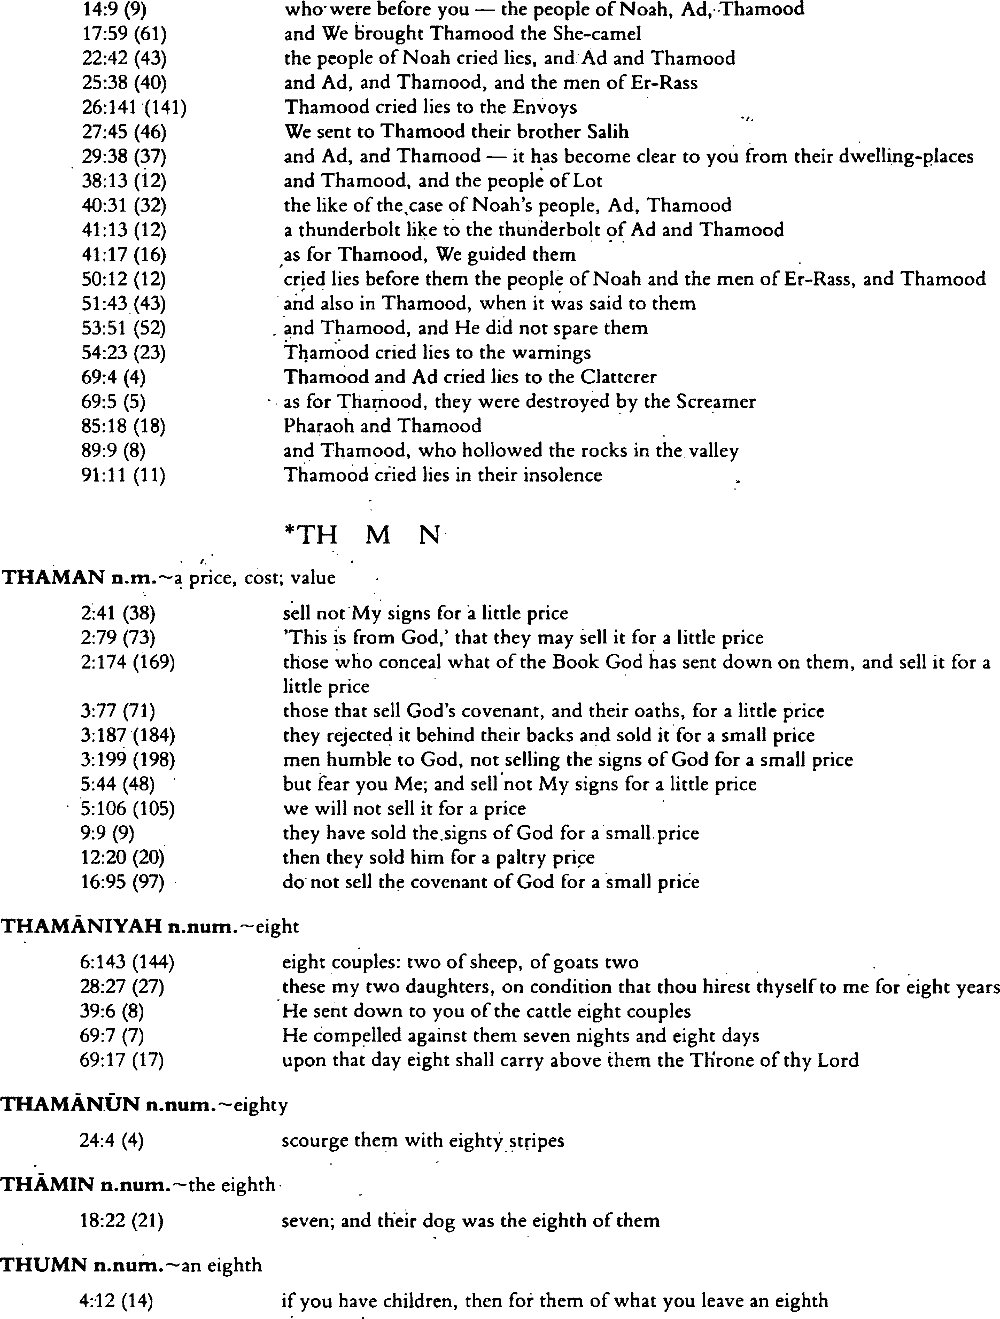 14:9 (9) who were before you — the people of Noah, Ad, Thamood
17:59 (61) and We brought Thamood the She-camel
22:42 (43) the people of Noah cried lies, and Ad and Thamood
25:38 (40) and Ad, and Thamood, and the men of Er-Rass
26:141 (141) Thamood cried lies to the Envoys
27:45 (46) We sent to Thamood their brother Salih
29:38 (37) and Ad, and Thamood — it has become clear to you from their dwelling-places
38:13 (12) and Thamood, and the people of Lot
40:31 (32) the like of the case of Noah's people, Ad, Thamood
41:13 (12) a thunderbolt like to the thunderbolt of Ad and Thamood
41:17 (16) as for Thamood, We guided them
50:12 (12) cried lies before them the people of Noah and the men of Er-Rass, and Thamood
51:43 (43) and also in Thamood, when it was said to them
53:51 (52) and Thamood, and He did not spare them
54:23 (23) Thamood cried lies to the warnings
69:4 (4) Thamood and Ad cried lies to the Clatterer
69:5 (5) as for Thamood, they were destroyed by the Screamer
85:18 (18) Pharaoh and Thamood
89:9 (8) and Thamood, who hollowed the rocks in the valley
91:11 (11) Thamood cried lies in their insolence
*TH M N
THAMAN n.m.~a price, cost; value
2:41 (38) sell not My signs for a little price
2:79 (73) 'This is from God,' that they may sell it for a little price
2:174 (169) those who conceal what of the Book God has sent down on them, and sell it for a
little price
3:77 (71) those that sell God's covenant, and their oaths, for a little price
3:187 (184) they rejected it behind their backs and sold it for a small price
3:199 (198) men humble to God, not selling the signs of God for a small price
5:44 (48) but fear you Me; and sell not My signs for a little price
5:106 (105) we will not sell it for a price
9:9 (9) they have sold the signs of God for a small price
12:20 (20) then they sold him for a paltry price
16:95 (97) do not sell the covenant of God for a small price
THAMĀNIYAH n.num.~eight
6:143 (144) eight couples: two of sheep, of goats two
28:27 (27) these my two daughters, on condition that thou hirest thyself to me for eight years
39:6 (8) He sent down to you of the cattle eight couples
69:7 (7) He compelled against them seven nights and eight days
69:17 (17) upon that day eight shall carry above them the Throne of thy Lord
THAMĀNŪN n.num.~eighty
24:4 (4) scourge them with eighty stripes
THĀMIN n.num.~the eighth
18:22 (21) seven; and their dog was the eighth of them
THUMN n.num.~an eighth
4:12 (14) if you have children, then for them of what you leave an eighth